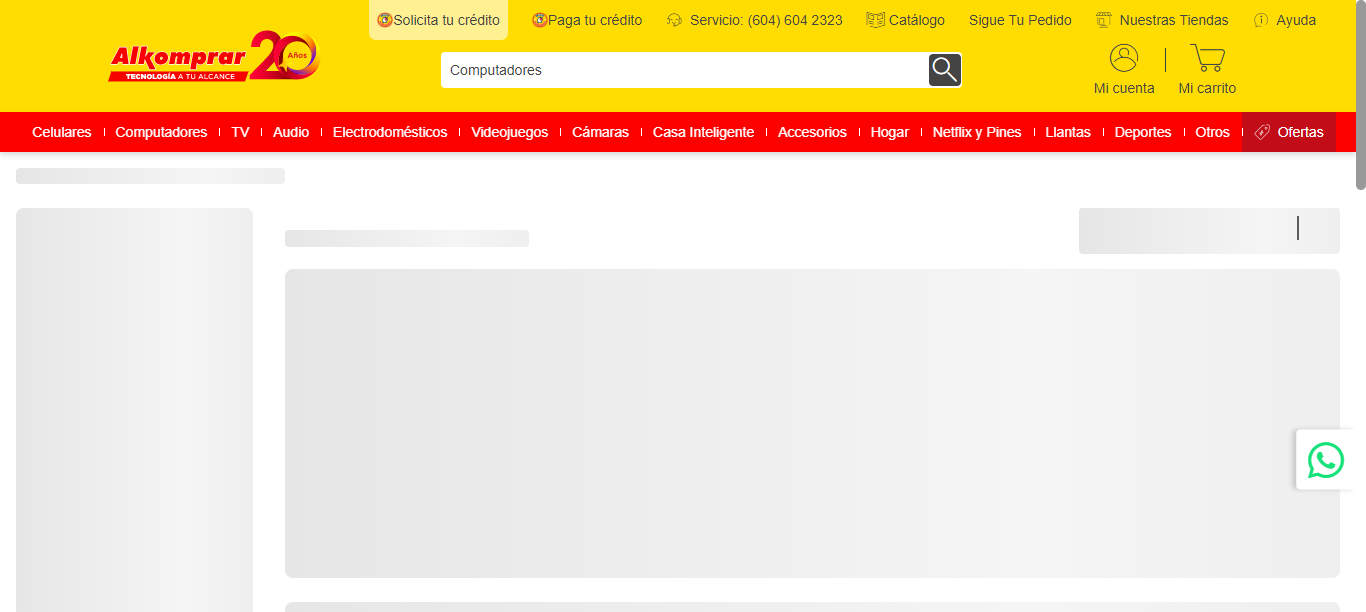 Solicita tu crédito
Paga tu crédito
Servicio: (604) 604 2323
Catálogo
Sigue Tu Pedido
Nuestras Tiendas
Ayuda
Alkomprar 20 Años
TECNOLOGÍA A TU ALCANCE
Computadores
Mi cuenta
Mi carrito
Celulares
Computadores
TV
Audio
Electrodomésticos
Videojuegos
Cámaras
Casa Inteligente
Accesorios
Hogar
Netflix y Pines
Llantas
Deportes
Otros
Ofertas